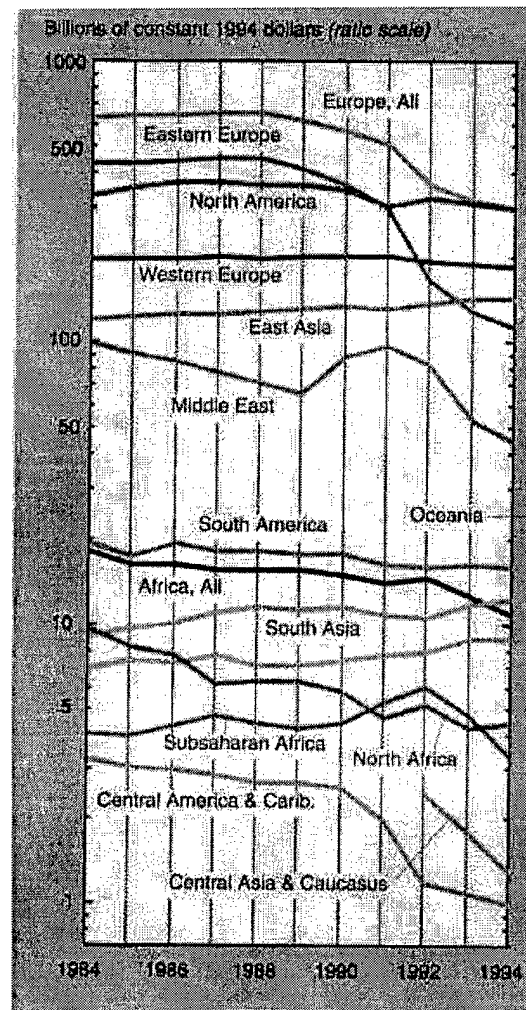 Billions of constant 1994 dollars (ratio scale)
1000
Europe, All
Eastern Europe
500
North America
Western Europe
East Asia
100
Middle East
50
Oceania
South America
Africa, All
10
South Asia
5
Subsaharan Africa
North Africa
Central America & Carib.
Central Asia & Caucasus
1
1984 1986 1988 1990 1992 1994